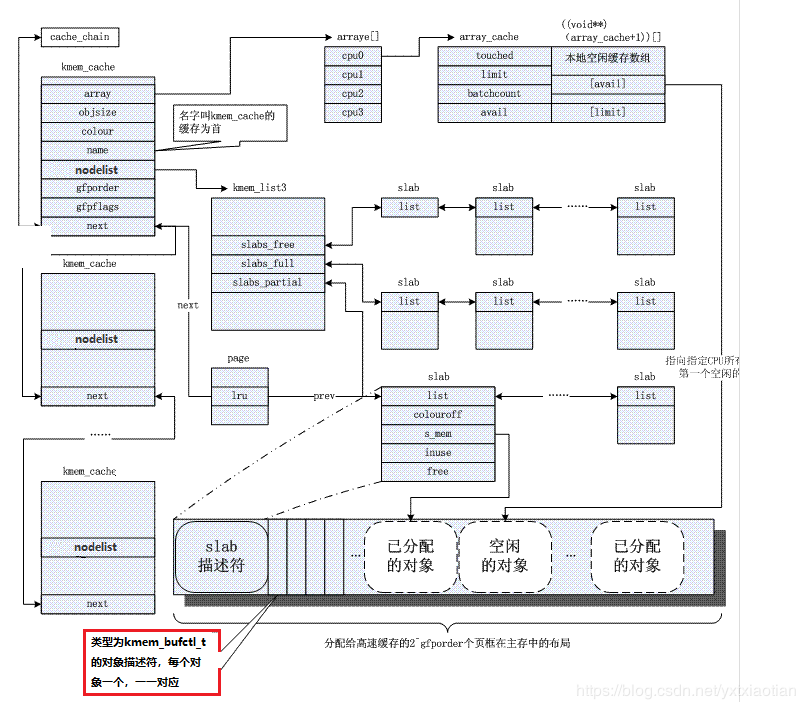 cache_chain
kmem_cache
array
objsize
colour
name
nodelist
gfporder
gfpflags
next
名字叫kmem_cache的
缓存为首
arraye[]
cpu0
cpu1
cpu2
cpu3
array_cache
touched
limit
batchcount
avail
((void**)
(array_cache+1))[]
本地空闲缓存数组
[avail]
[limit]
kmem_list3
slabs_free
slabs_full
slabs_partial
slab
list
slab
list
......
slab
list
slab
list
slab
list
......
slab
list
kmem_cache
nodelist
next
......
kmem_cache
nodelist
next
next
page
lru
prev
slab
list
colouroff
s_mem
inuse
free
......
slab
list
指向指定CPU所在
第一个空闲的
slab
描述符
...
已分配
的对象
空闲
的对象
...
已分配
的对象
分配给高速缓存的2^gfporder个页框在主存中的布局
类型为kmem_bufctl_t
的对象描述符，每个对
象一个，一一对应
https://blog.csdn.net/yxxiaotian